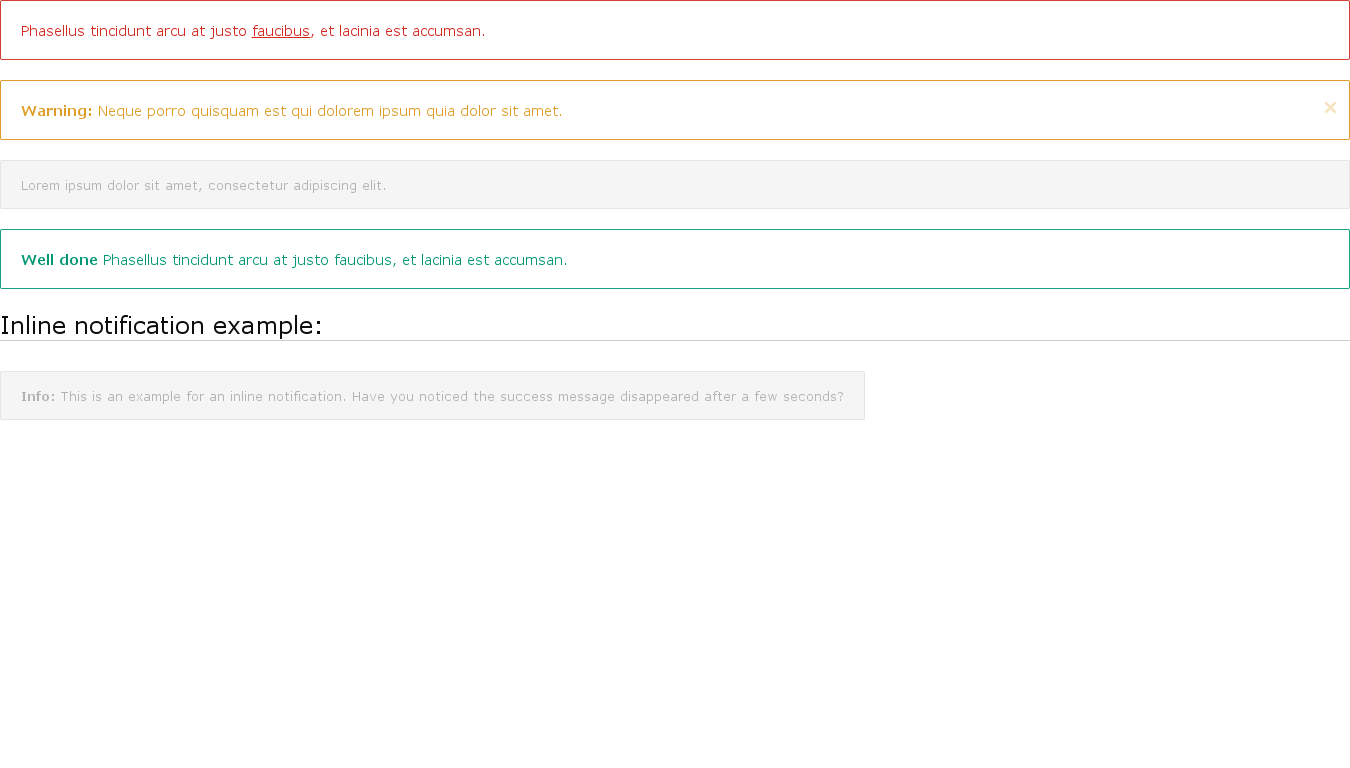 Phasellus tincidunt arcu at justo faucibus, et lacinia est accumsan.
Warning: Neque porro quisquam est qui dolorem ipsum quia dolor sit amet.
×
Lorem ipsum dolor sit amet, consectetur adipiscing elit.
Well done Phasellus tincidunt arcu at justo faucibus, et lacinia est accumsan.
Inline notification example:
Info: This is an example for an inline notification. Have you noticed the success message disappeared after a few seconds?